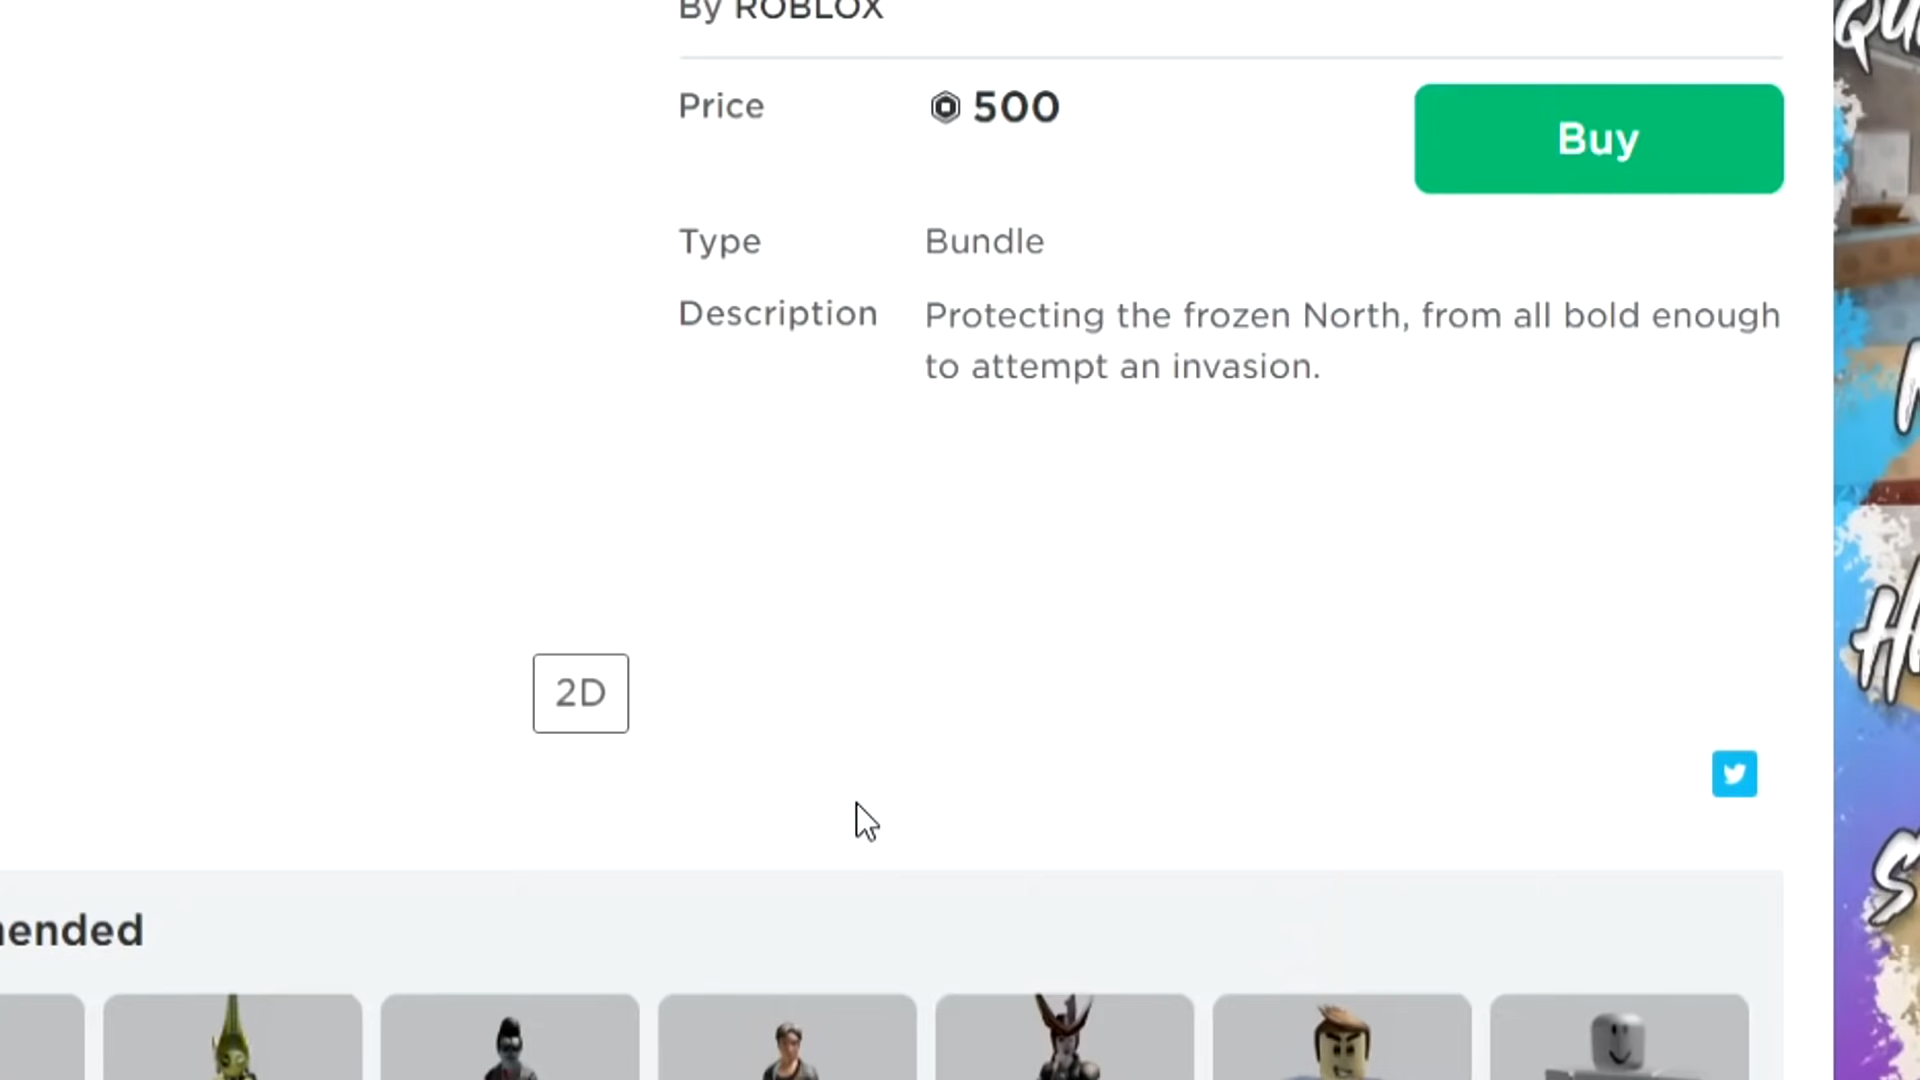 By ROBLOX
Price
500
Buy
Type
Bundle
Description
Protecting the frozen North, from all bold enough
to attempt an invasion.
2D